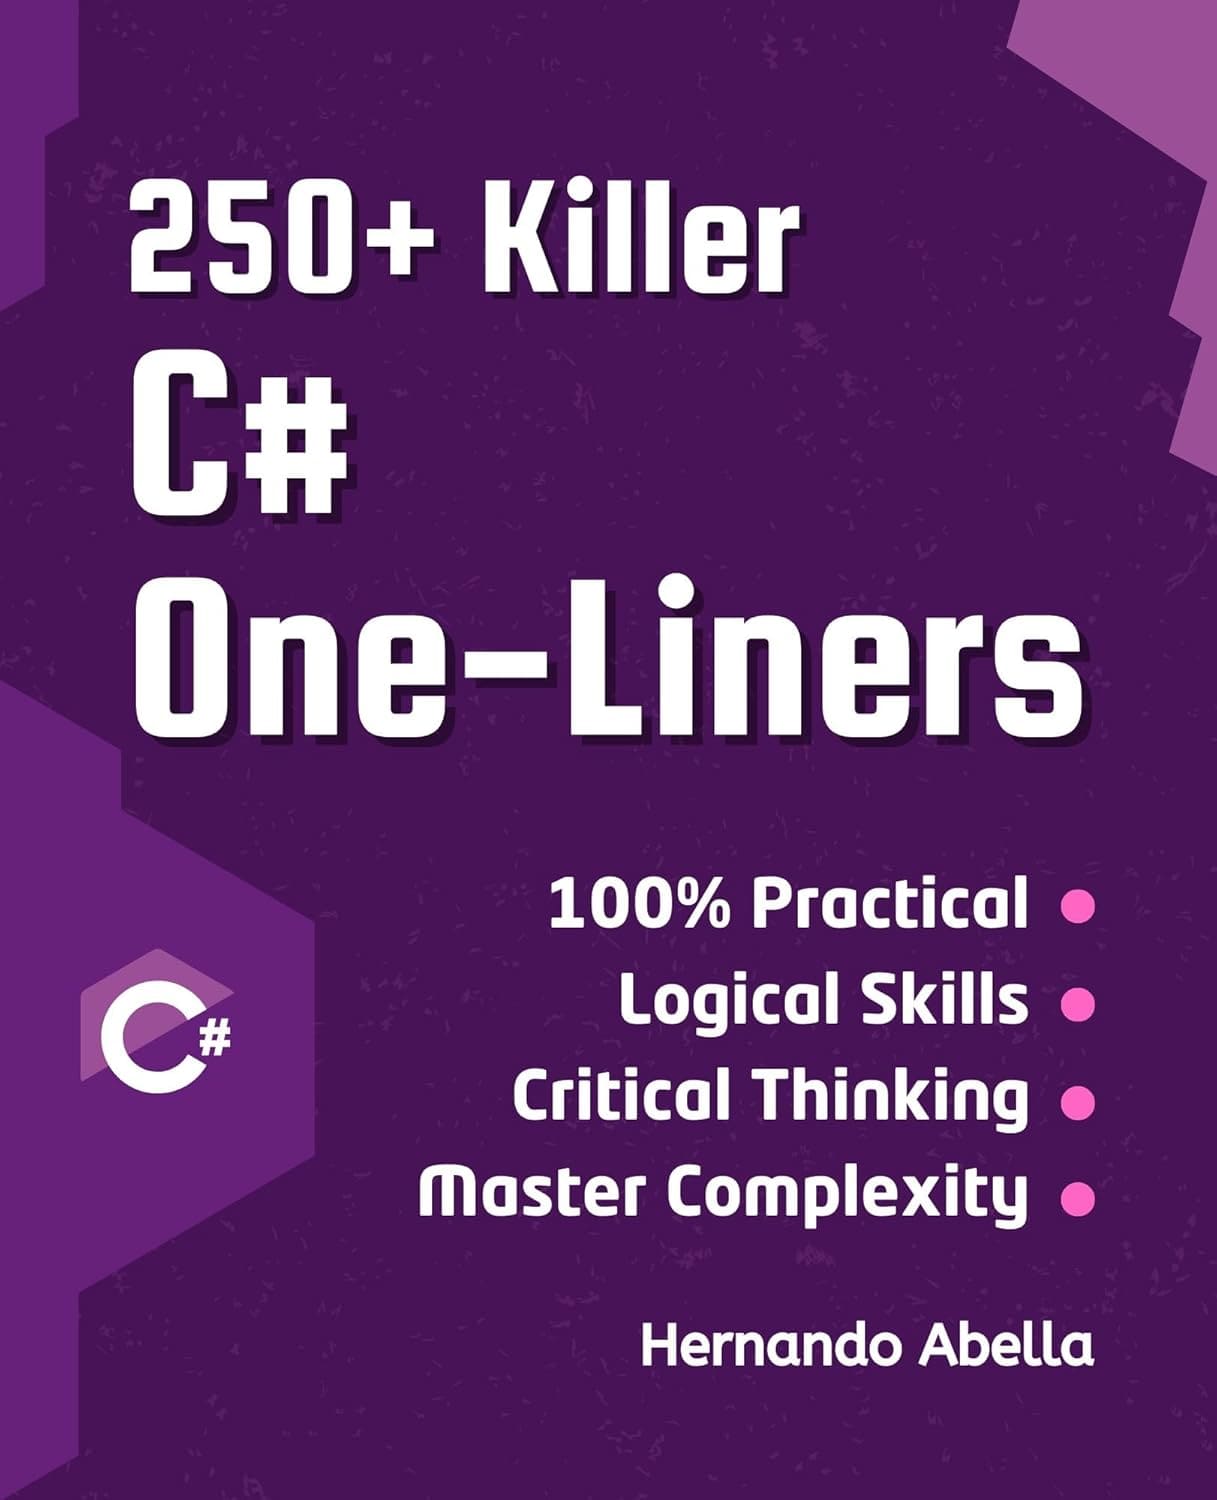 250+ Killer
C#
One-Liners
100% Practical
Logical Skills
Critical Thinking
Master Complexity
C#
Hernando Abella